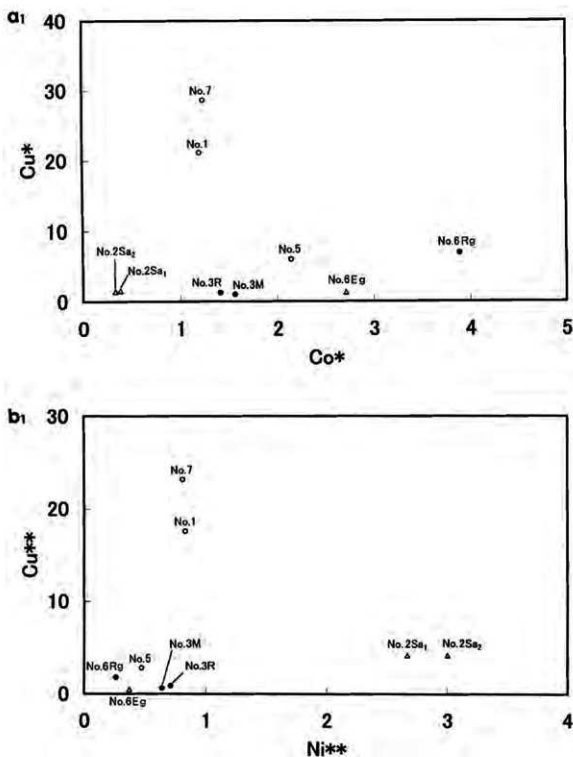 a₁
40
No.7
30
No.1
Cu*
20
10
No.5
No.6Rg
No.2Sa₂
No.2Sa₁
No.3R
No.3M
No.6Eg
0
0 1 2 3 4 5
Co*
b₁
30
No.7
20
No.1
Cu**
10
No.3M
No.2Sa₁
No.2Sa₂
No.5
No.6Rg
No.3R
No.6Eg
0
0 1 2 3 4
Ni**